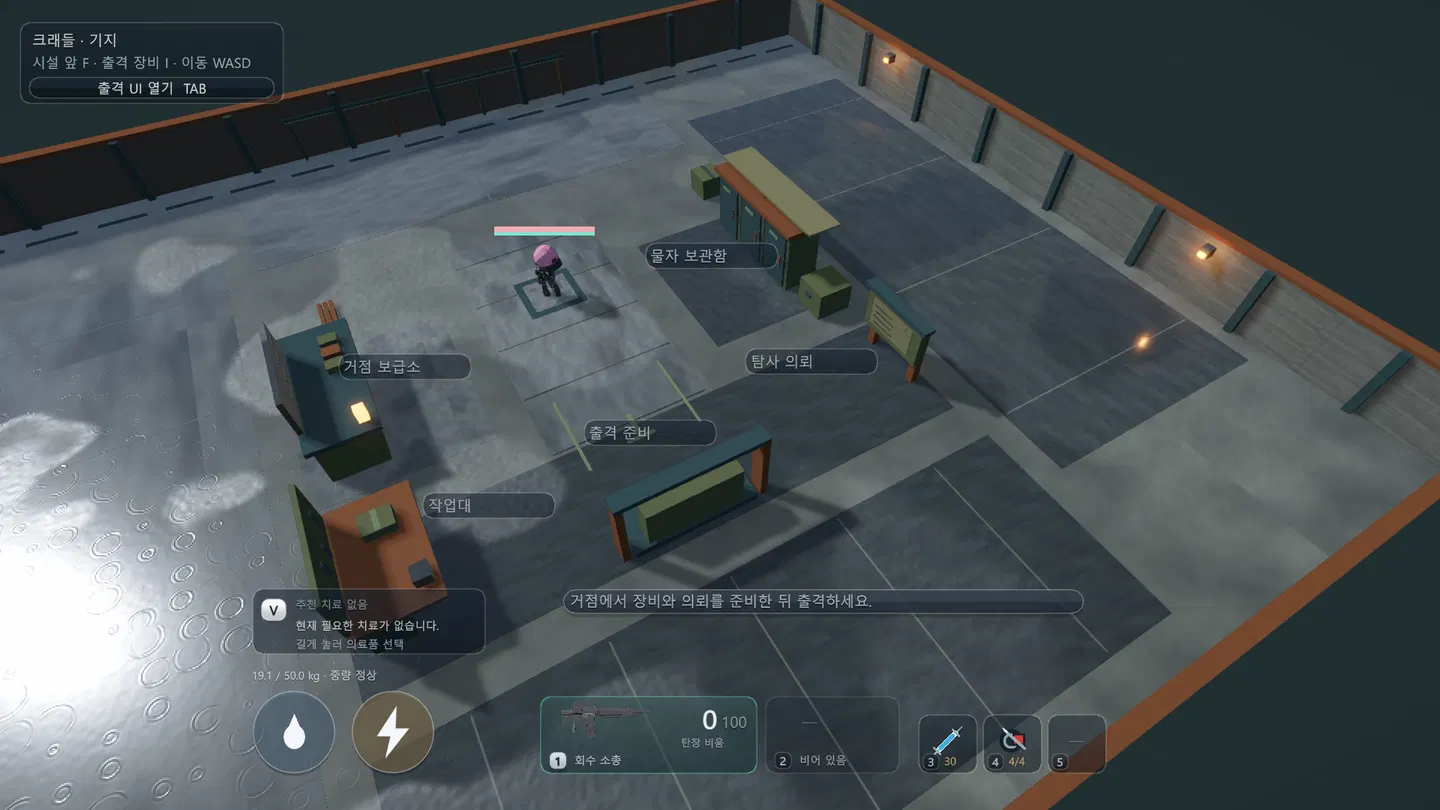 크래들 · 기지
시설 앞 F · 출격 장비 I · 이동 WASD
출격 UI 열기 TAB
물자 보관함
거점 보급소
탐사 의뢰
출격 준비
작업대
거점에서 장비와 의뢰를 준비한 뒤 출격하세요.
V
추천 치료 없음
현재 필요한 치료가 없습니다.
길게 눌러 의료품 선택
19.1 / 50.0 kg · 중량 정상
0 100
탄창 비움
1 회수 소총
—
2 비어 있음
3 30
4 4/4
—
5